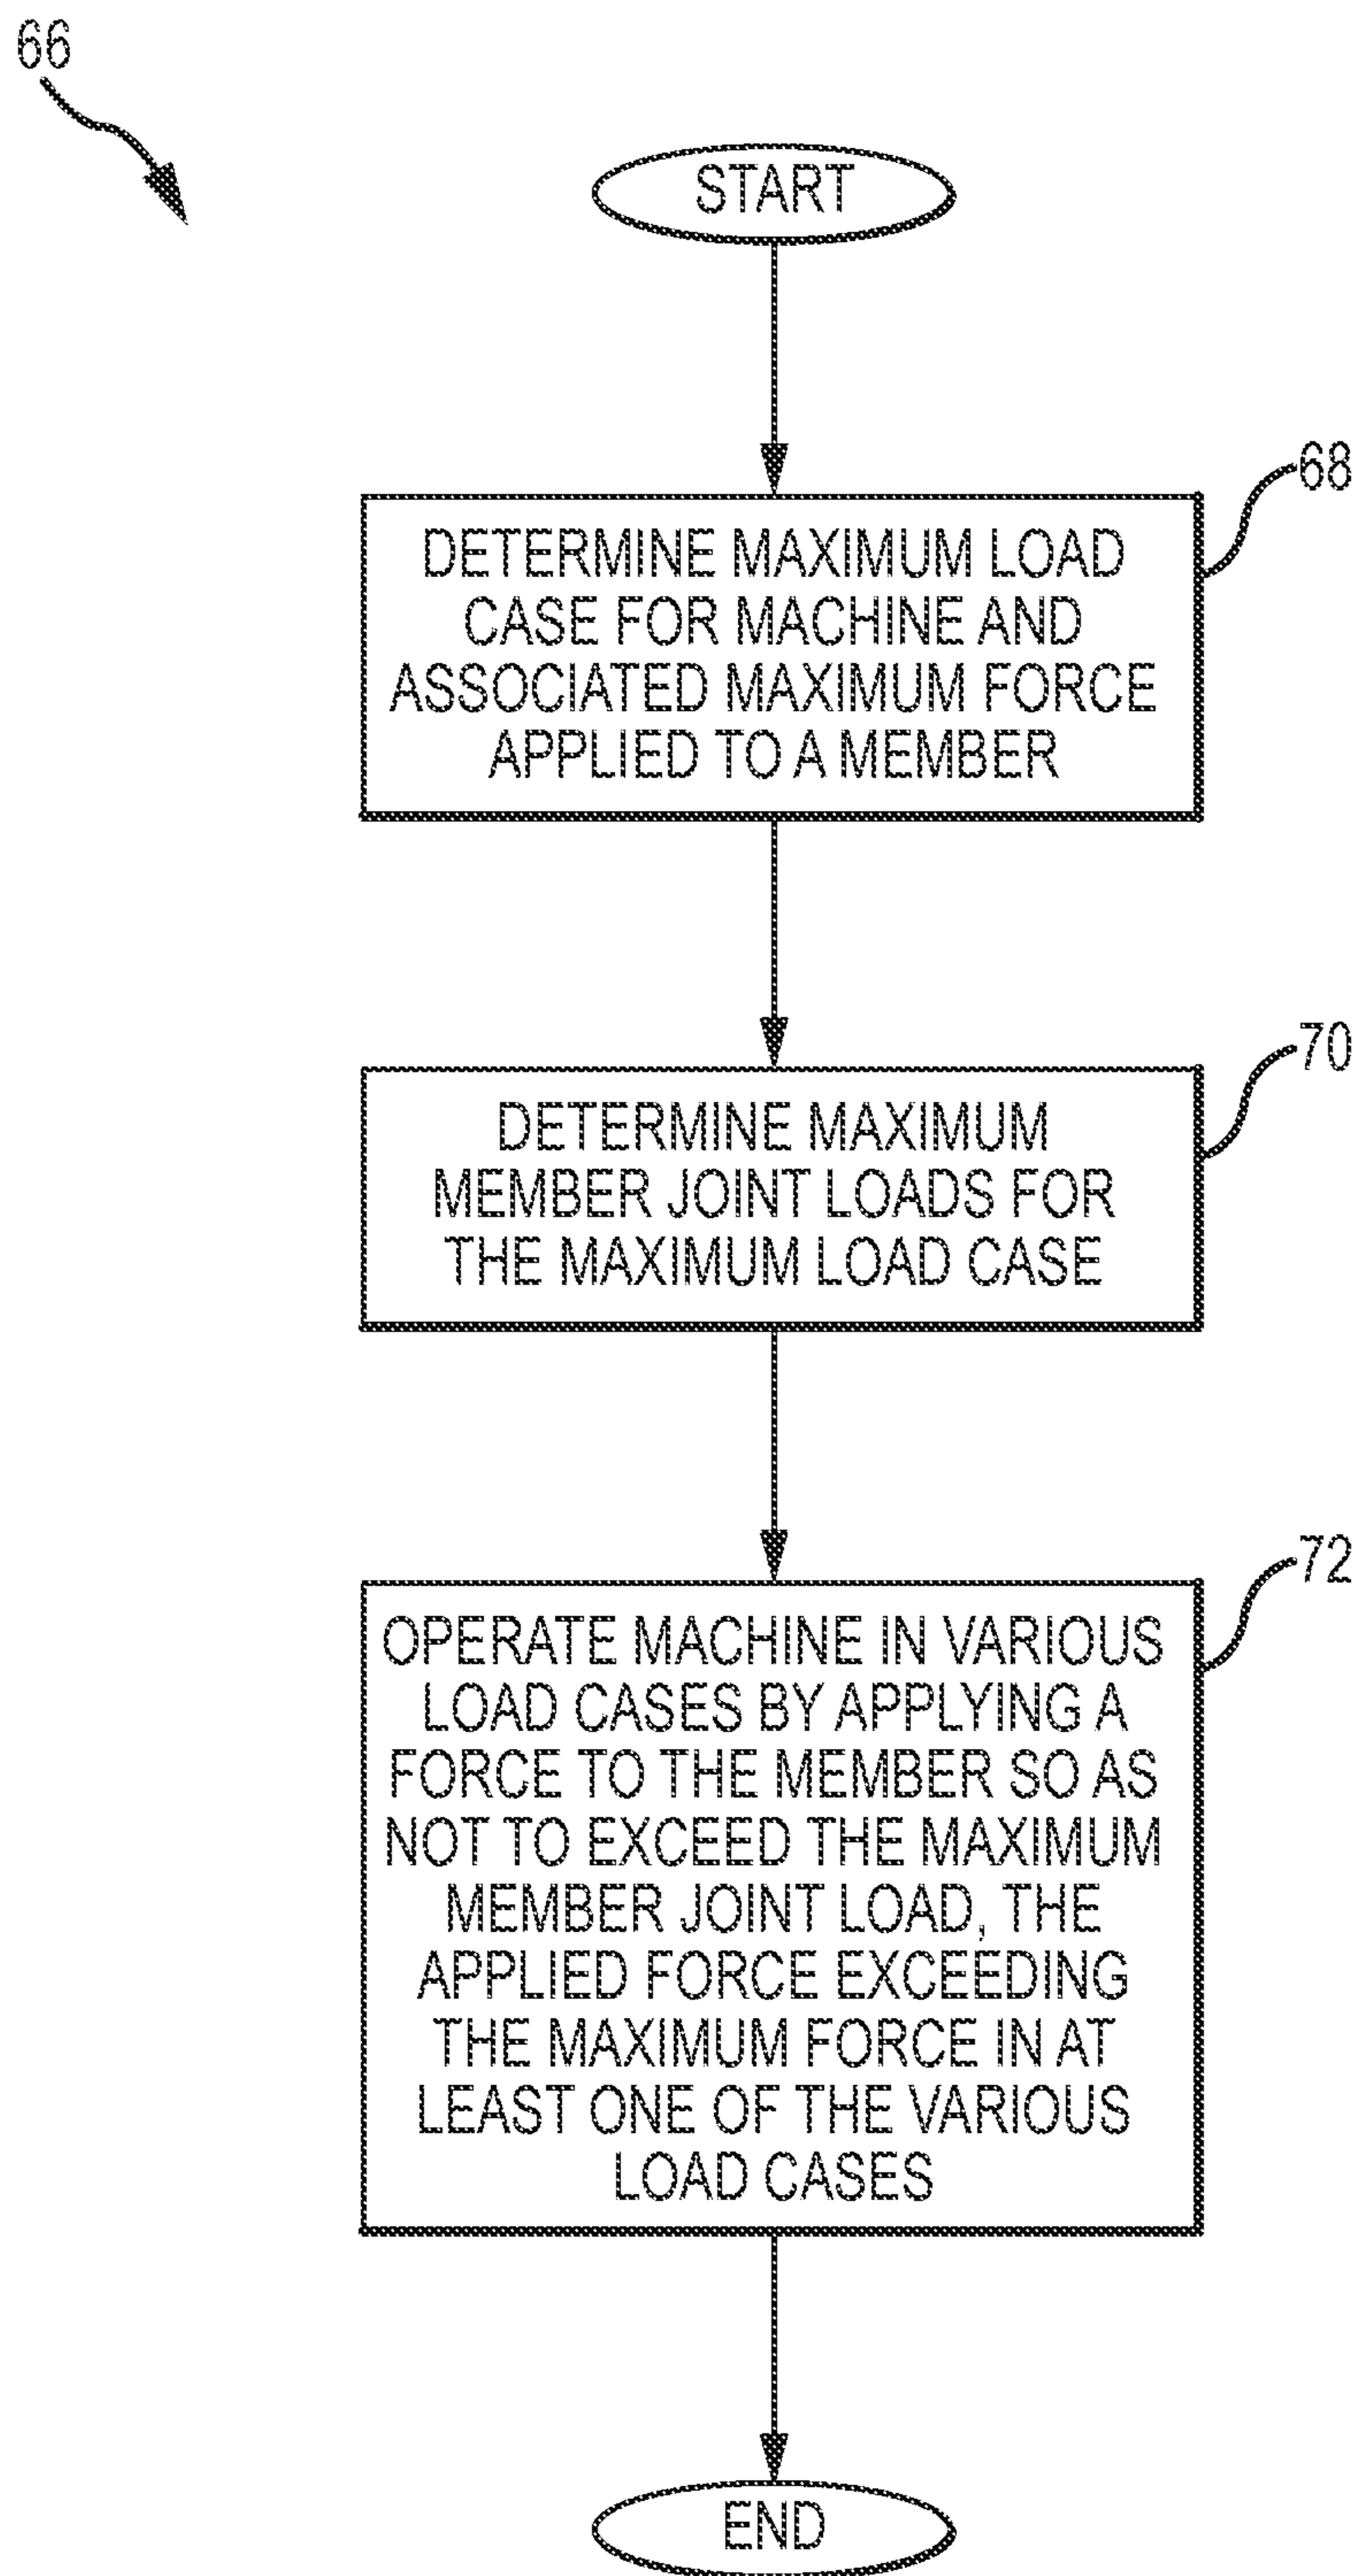 66
START
68
DETERMINE MAXIMUM LOAD
CASE FOR MACHINE AND
ASSOCIATED MAXIMUM FORCE
APPLIED TO A MEMBER
70
DETERMINE MAXIMUM
MEMBER JOINT LOADS FOR
THE MAXIMUM LOAD CASE
72
OPERATE MACHINE IN VARIOUS
LOAD CASES BY APPLYING A
FORCE TO THE MEMBER SO AS
NOT TO EXCEED THE MAXIMUM
MEMBER JOINT LOAD, THE
APPLIED FORCE EXCEEDING
THE MAXIMUM FORCE IN AT
LEAST ONE OF THE VARIOUS
LOAD CASES
END